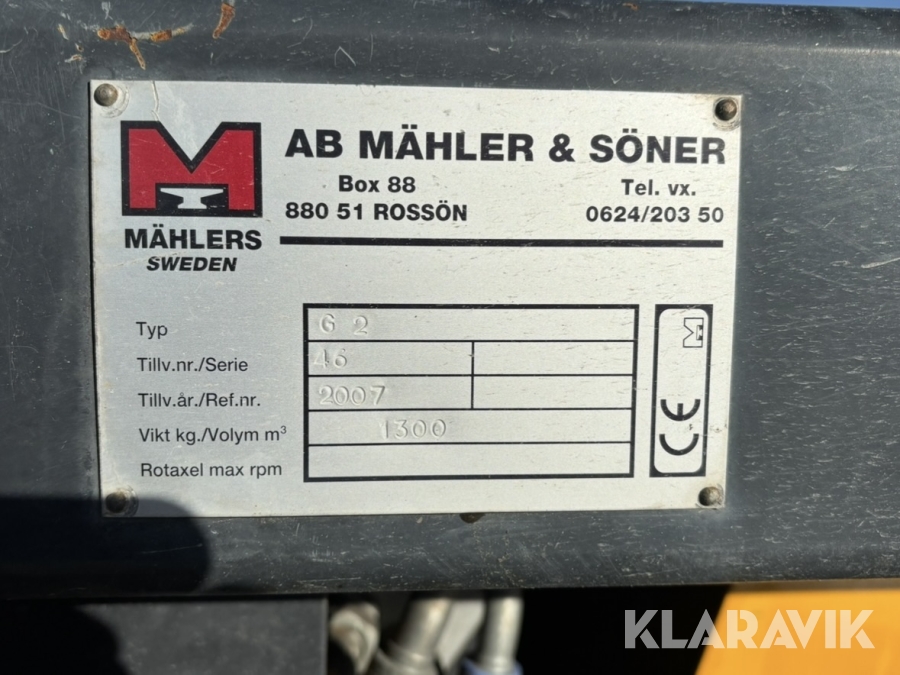 AB MÄHLER & SÖNER
Box 88
Tel. vx.
880 51 ROSSÖN
0624/203 50
MÄHLERS
SWEDEN
Typ G 2
Tillv.nr./Serie 46
Tillv.år./Ref.nr. 2007
Vikt kg./Volym m³ 1300
Rotaxel max rpm
CE
KLARAVIK